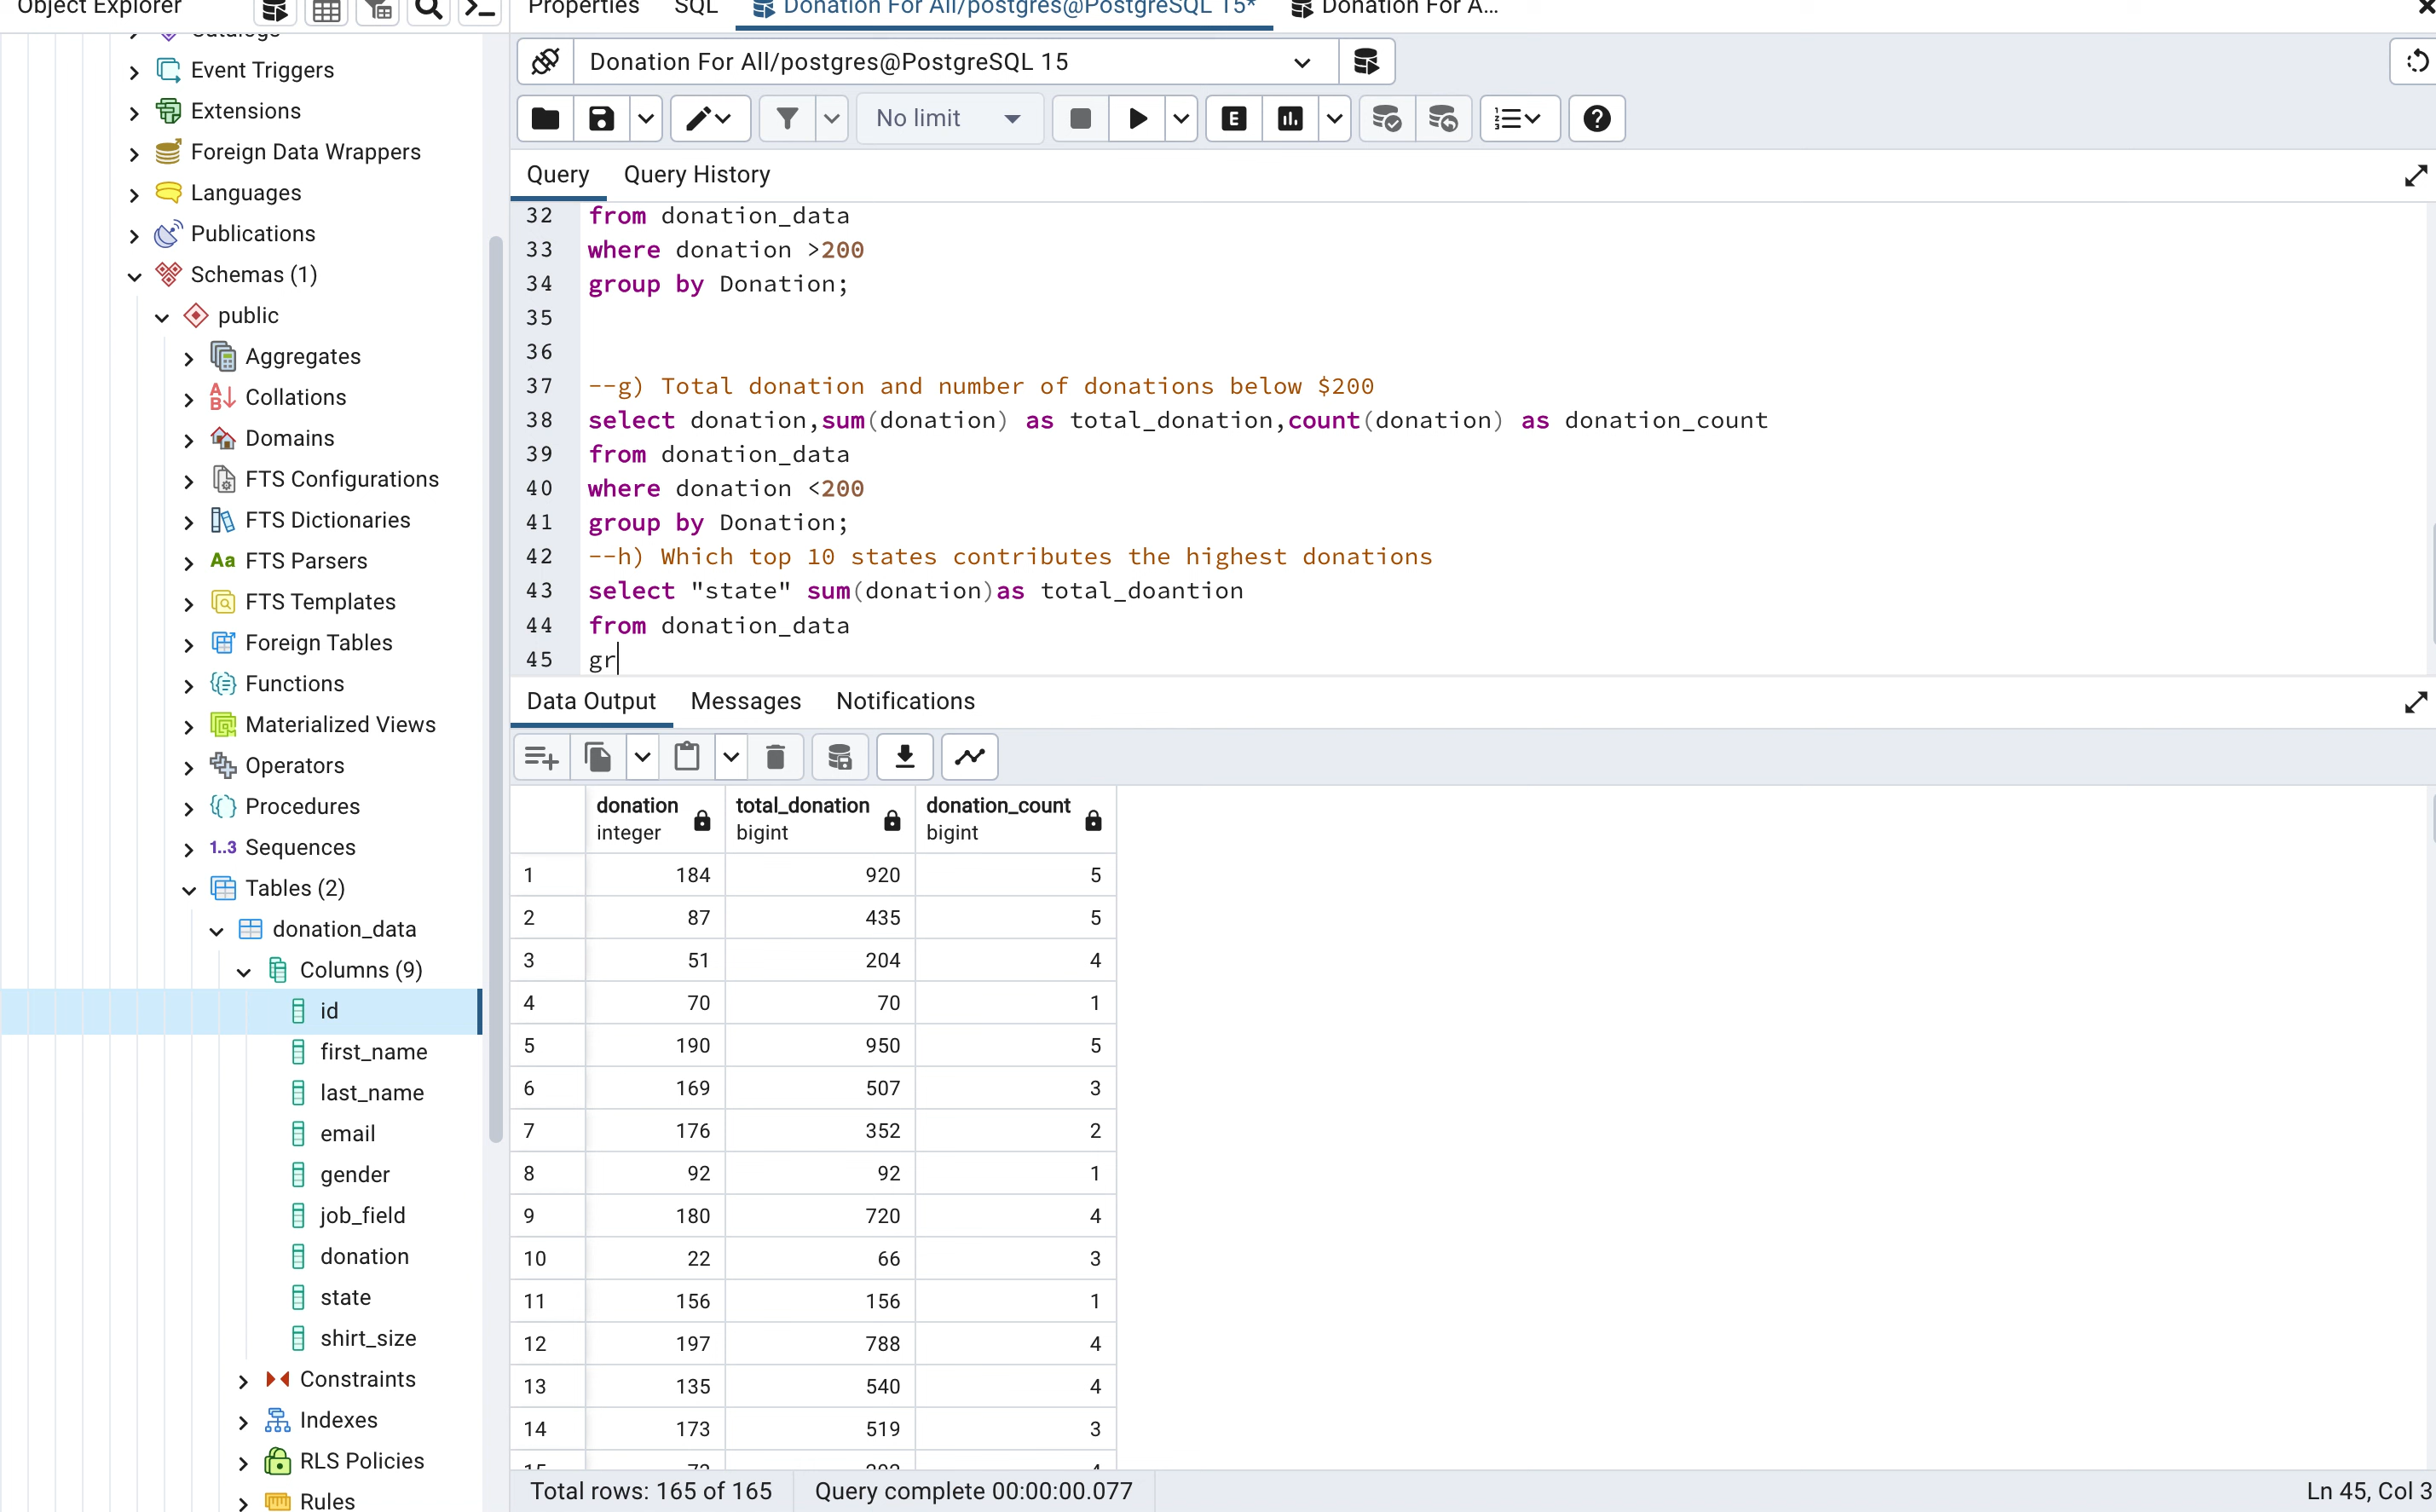 Object Explorer
Properties
SQL
Donation For All/postgres@PostgreSQL 15*
Donation For A...
Catalogs
Event Triggers
Extensions
Foreign Data Wrappers
Languages
Publications
Schemas (1)
public
Aggregates
Collations
Domains
FTS Configurations
FTS Dictionaries
Aa FTS Parsers
FTS Templates
Foreign Tables
Functions
Materialized Views
Operators
Procedures
1..3 Sequences
Tables (2)
donation_data
Columns (9)
id
first_name
last_name
email
gender
job_field
donation
state
shirt_size
Constraints
Indexes
RLS Policies
Rules
Donation For All/postgres@PostgreSQL 15
No limit
E
Query
Query History
32 from donation_data
33 where donation >200
34 group by Donation;
35
36
37 --g) Total donation and number of donations below $200
38 select donation,sum(donation) as total_donation,count(donation) as donation_count
39 from donation_data
40 where donation <200
41 group by Donation;
42 --h) Which top 10 states contributes the highest donations
43 select "state" sum(donation)as total_doantion
44 from donation_data
45 gr
Data Output
Messages
Notifications
donation integer
total_donation bigint
donation_count bigint
1 184 920 5
2 87 435 5
3 51 204 4
4 70 70 1
5 190 950 5
6 169 507 3
7 176 352 2
8 92 92 1
9 180 720 4
10 22 66 3
11 156 156 1
12 197 788 4
13 135 540 4
14 173 519 3
Total rows: 165 of 165
Query complete 00:00:00.077
Ln 45, Col 3